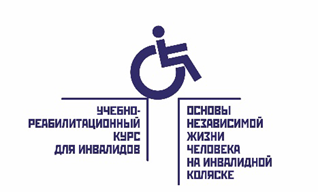 УЧЕБНО-
РЕАБИЛИТАЦИОННЫЙ
КУРС
ДЛЯ ИНВАЛИДОВ
ОСНОВЫ
НЕЗАВИСИМОЙ
ЖИЗНИ
ЧЕЛОВЕКА
НА ИНВАЛИДНОЙ
КОЛЯСКЕ